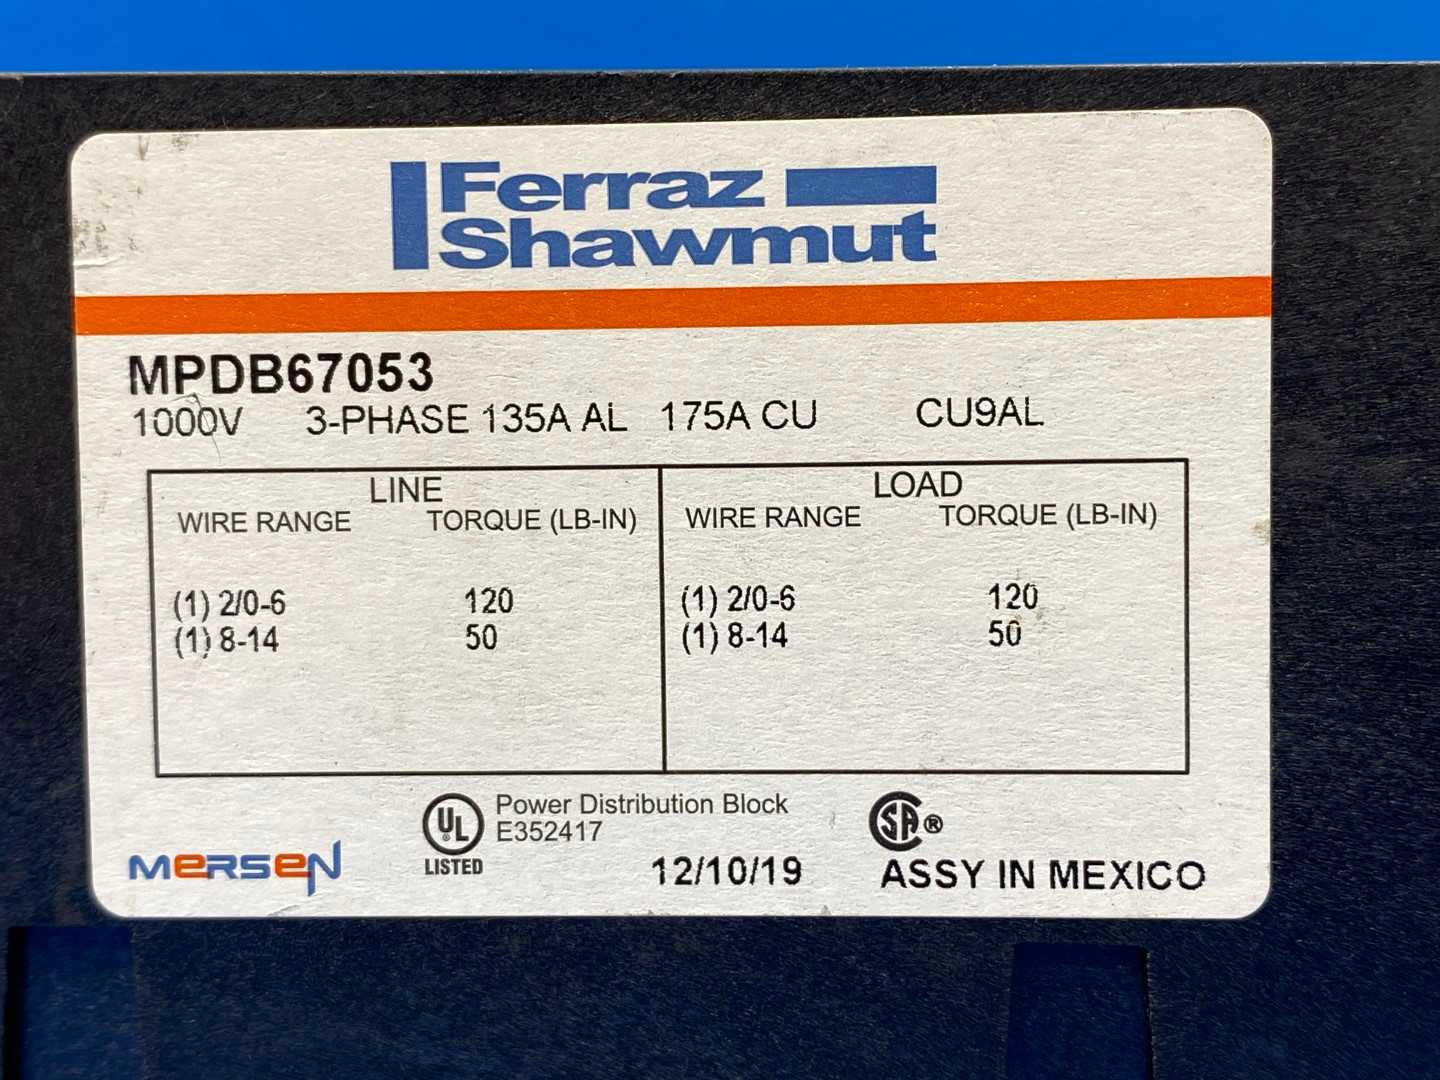 Ferraz
Shawmut
MPDB67053
1000V 3-PHASE 135A AL 175A CU CU9AL
LINE LOAD
WIRE RANGE TORQUE (LB-IN) WIRE RANGE TORQUE (LB-IN)
(1) 2/0-6 120 (1) 2/0-6 120
(1) 8-14 50 (1) 8-14 50
UL LISTED
Power Distribution Block
E352417
SA®
MERSEN
12/10/19
ASSY IN MEXICO